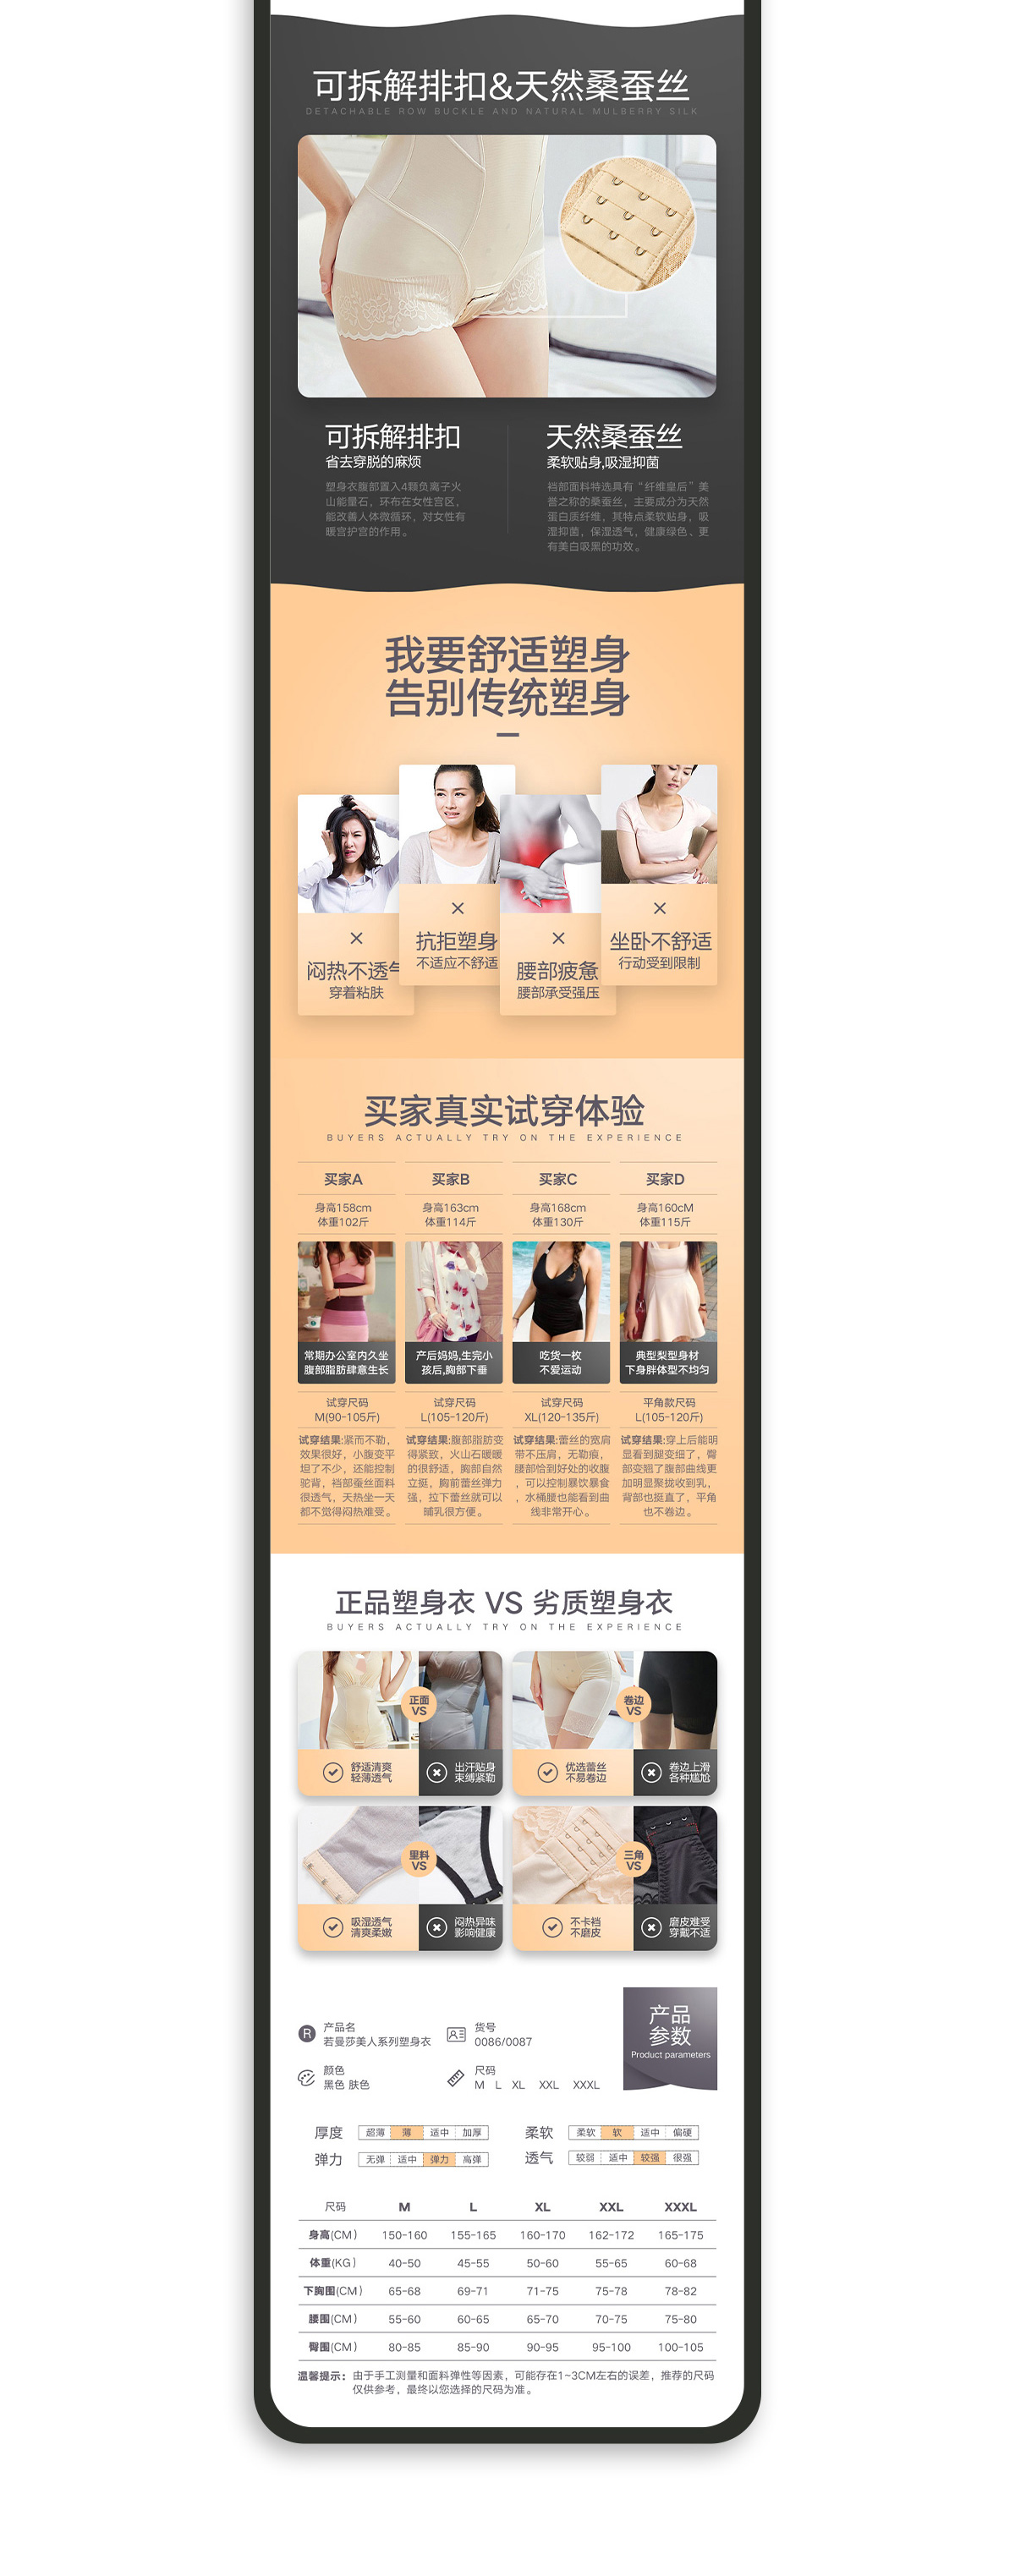 可拆解排扣&天然桑蚕丝
DETACHABLE ROW BUCKLE AND NATURAL MULBERRY SILK
可拆解排扣
省去穿脱的麻烦
塑身衣腹部置入4颗负离子火
山能量石，环布在女性宫区，
能改善人体微循环，对女性有
暖宫护宫的作用。
天然桑蚕丝
柔软贴身,吸湿抑菌
裆部面料特选具有“纤维皇后”美
誉之称的桑蚕丝，主要成分为天然
蛋白质纤维，其特点柔软贴身，吸
湿抑菌，保湿透气，健康绿色、更
有美白吸黑的功效。
我要舒适塑身
告别传统塑身
闷热不透气
穿着粘肤
抗拒塑身
不适应不舒适
腰部疲惫
腰部承受强压
坐卧不舒适
行动受到限制
买家真实试穿体验
BUYERS ACTUALLY TRY ON THE EXPERIENCE
买家A
身高158cm
体重102斤
常期办公室内久坐
腹部脂肪肆意生长
试穿尺码
M(90-105斤)
试穿结果:紧而不勒，
效果很好，小腹变平
坦了不少，还能控制
驼背，裆部蚕丝面料
很透气，天热坐一天
都不觉得闷热难受。
买家B
身高163cm
体重114斤
产后妈妈,生完小
孩后,胸部下垂
试穿尺码
L(105-120斤)
试穿结果:腹部脂肪变
得紧致，火山石暖暖
的很舒适，胸部自然
立挺，胸前蕾丝弹力
强，拉下蕾丝就可以
哺乳很方便。
买家C
身高168cm
体重130斤
吃货一枚
不爱运动
试穿尺码
XL(120-135斤)
试穿结果:蕾丝的宽肩
带不压肩，无勒痕，
腰部恰到好处的收腹
，可以控制暴饮暴食
，水桶腰也能看到曲
线非常开心。
买家D
身高160cM
体重115斤
典型梨型身材
下身胖体型不均匀
平角款尺码
L(105-120斤)
试穿结果:穿上后能明
显看到腿变细了，臀
部变翘了腹部曲线更
加明显聚拢收到乳，
背部也挺直了，平角
也不卷边。
正品塑身衣 VS 劣质塑身衣
BUYERS ACTUALLY TRY ON THE EXPERIENCE
正面
VS
舒适清爽
轻薄透气
出汗贴身
束缚紧勒
卷边
VS
优选蕾丝
不易卷边
卷边上滑
各种尴尬
里料
VS
吸湿透气
清爽柔嫩
闷热异味
影响健康
三角
VS
不卡裆
不磨皮
磨皮难受
穿戴不适
产品
参数
Product parameters
R
产品名
若曼莎美人系列塑身衣
货号
0086/0087
颜色
黑色 肤色
尺码
M L XL XXL XXXL
厚度 超薄 薄 适中 加厚
柔软 柔软 软 适中 偏硬
弹力 无弹 适中 弹力 高弹
透气 较弱 适中 较强 很强
尺码 M L XL XXL XXXL
身高(CM) 150-160 155-165 160-170 162-172 165-175
体重(KG) 40-50 45-55 50-60 55-65 60-68
下胸围(CM) 65-68 69-71 71-75 75-78 78-82
腰围(CM) 55-60 60-65 65-70 70-75 75-80
臀围(CM) 80-85 85-90 90-95 95-100 100-105
温馨提示：由于手工测量和面料弹性等因素，可能存在1~3CM左右的误差，推荐的尺码
仅供参考，最终以您选择的尺码为准。